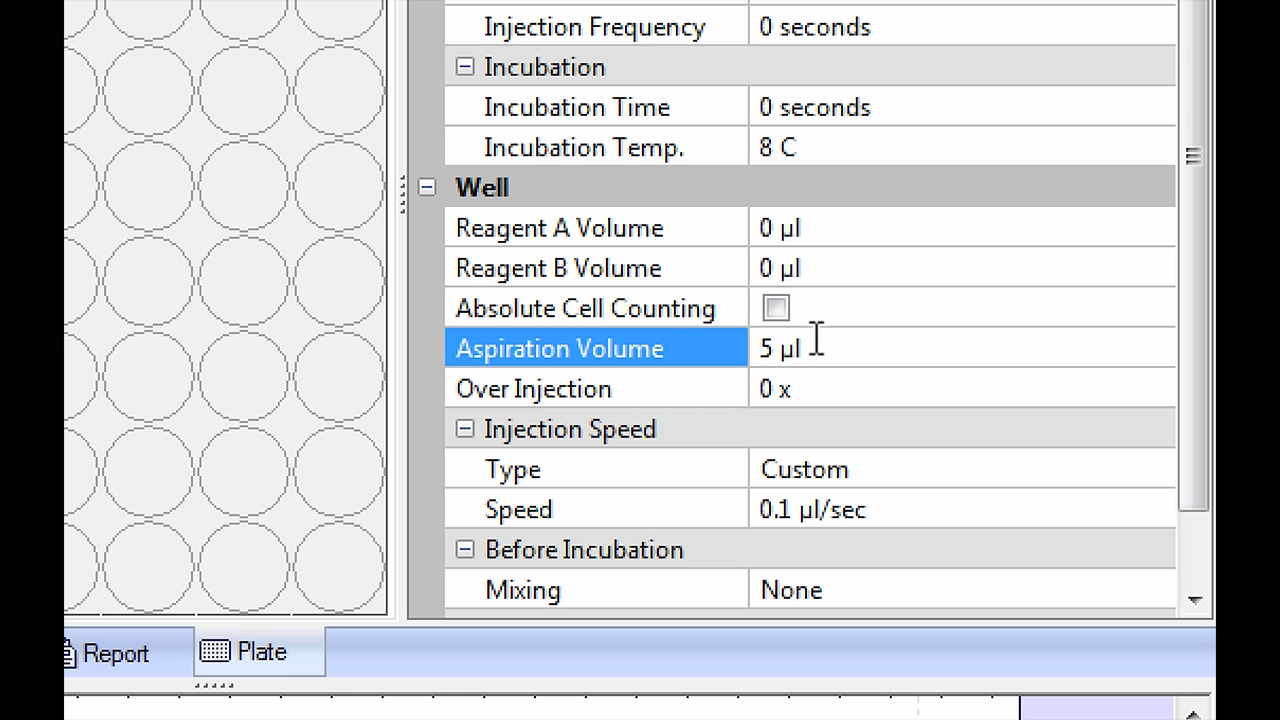 Injection Frequency 0 seconds
Incubation
Incubation Time 0 seconds
Incubation Temp. 8 C
Well
Reagent A Volume 0 µl
Reagent B Volume 0 µl
Absolute Cell Counting
Aspiration Volume 5 µl
Over Injection 0 x
Injection Speed
Type Custom
Speed 0.1 µl/sec
Before Incubation
Mixing None
Report Plate